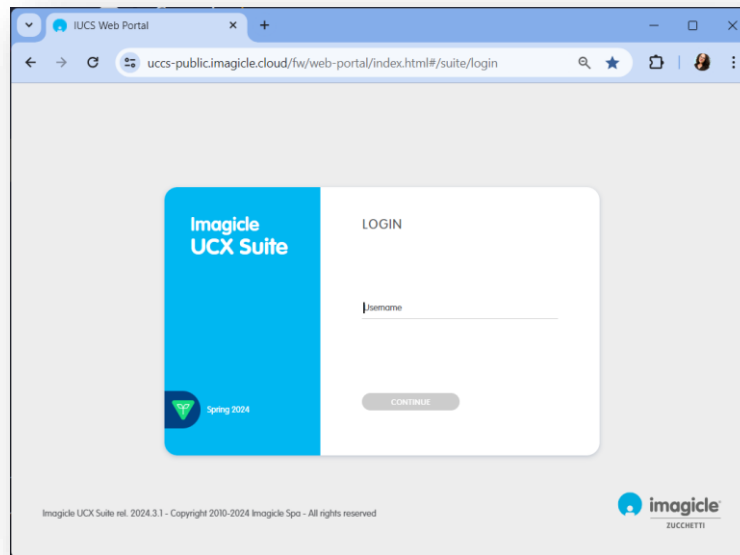 IUCS Web Portal
uccs-public.imagicle.cloud/fw/web-portal/index.html#/suite/login
Imagicle
UCX Suite
Spring 2024
LOGIN
Username
CONTINUE
Imagicle UCX Suite rel. 2024.3.1 - Copyright 2010-2024 Imagicle Spa - All rights reserved
imagicle
ZUCCHETTI